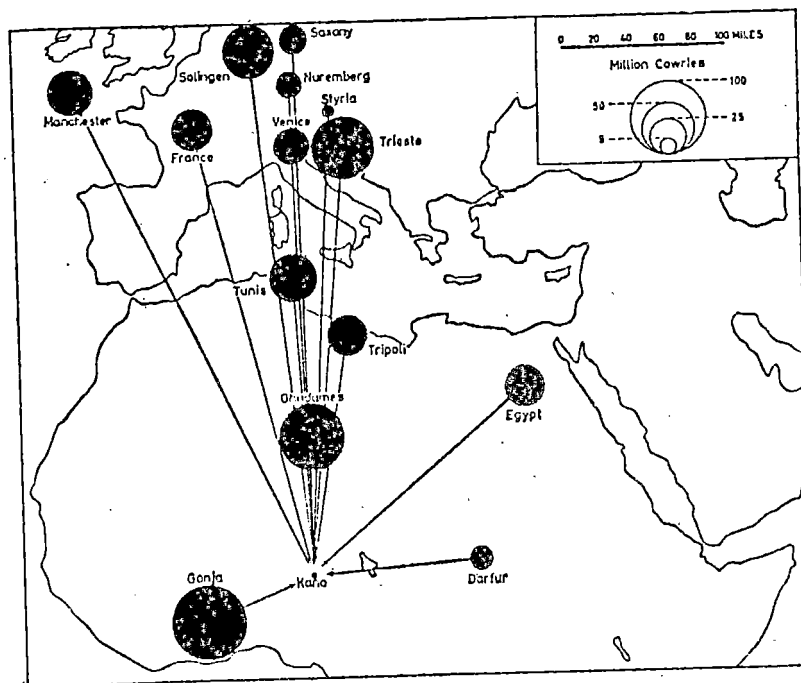 Saxony
Solingen
Nuremberg
Styria
Manchester
Venice
France
Trieste
Tunis
Tripoli
Ghadames
Egypt
Gonja
Kano
Darfur
0 20 40 60 80 100 MILES
Million Cowries
100
50
25
5